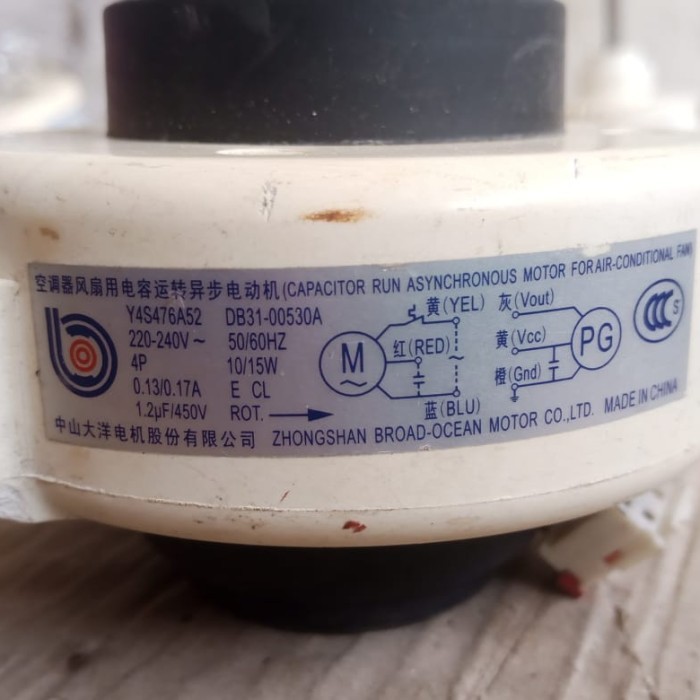 空调器风扇用电容运转异步电动机(CAPACITOR RUN ASYNCHRONOUS MOTOR FOR AIR-CONDITIONAL FAN)
Y4S476A52 DB31-00530A
220-240V~ 50/60HZ
4P 10/15W
0.13/0.17A E CL
1.2μF/450V ROT.
M
黄(YEL)
红(RED)
蓝(BLU)
灰(Vout)
黄(Vcc)
橙(Gnd)
PG
CCC S
中山大洋电机股份有限公司 ZHONGSHAN BROAD-OCEAN MOTOR CO.,LTD. MADE IN CHINA